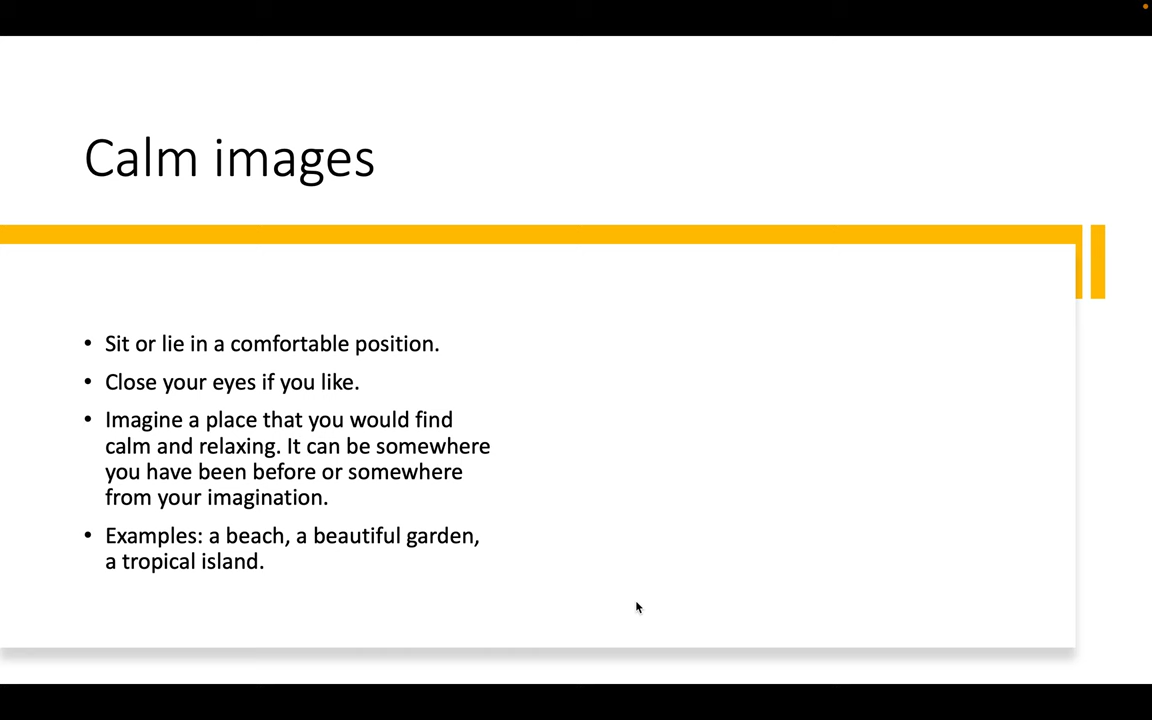 Calm images
• Sit or lie in a comfortable position.
• Close your eyes if you like.
• Imagine a place that you would find
calm and relaxing. It can be somewhere
you have been before or somewhere
from your imagination.
• Examples: a beach, a beautiful garden,
a tropical island.